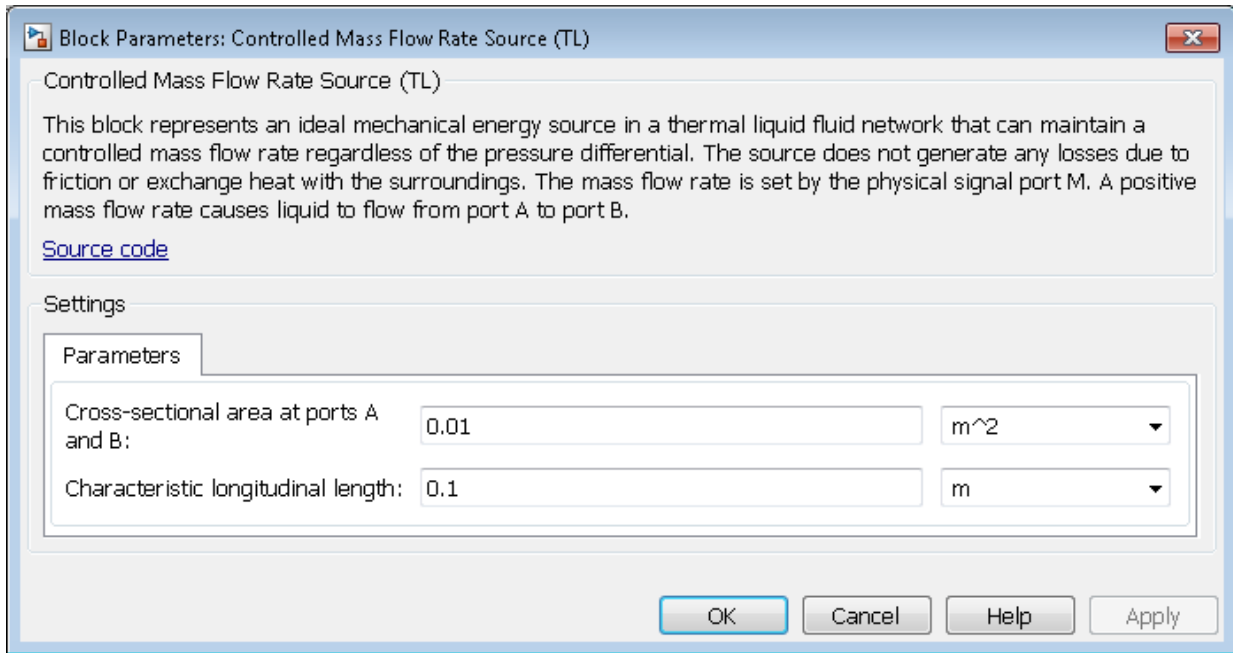 Block Parameters: Controlled Mass Flow Rate Source (TL)
Controlled Mass Flow Rate Source (TL)
This block represents an ideal mechanical energy source in a thermal liquid fluid network that can maintain a
controlled mass flow rate regardless of the pressure differential. The source does not generate any losses due to
friction or exchange heat with the surroundings. The mass flow rate is set by the physical signal port M. A positive
mass flow rate causes liquid to flow from port A to port B.
Source code
Settings
Parameters
Cross-sectional area at ports A
and B:
0.01
m^2
Characteristic longitudinal length:
0.1
m
OK
Cancel
Help
Apply